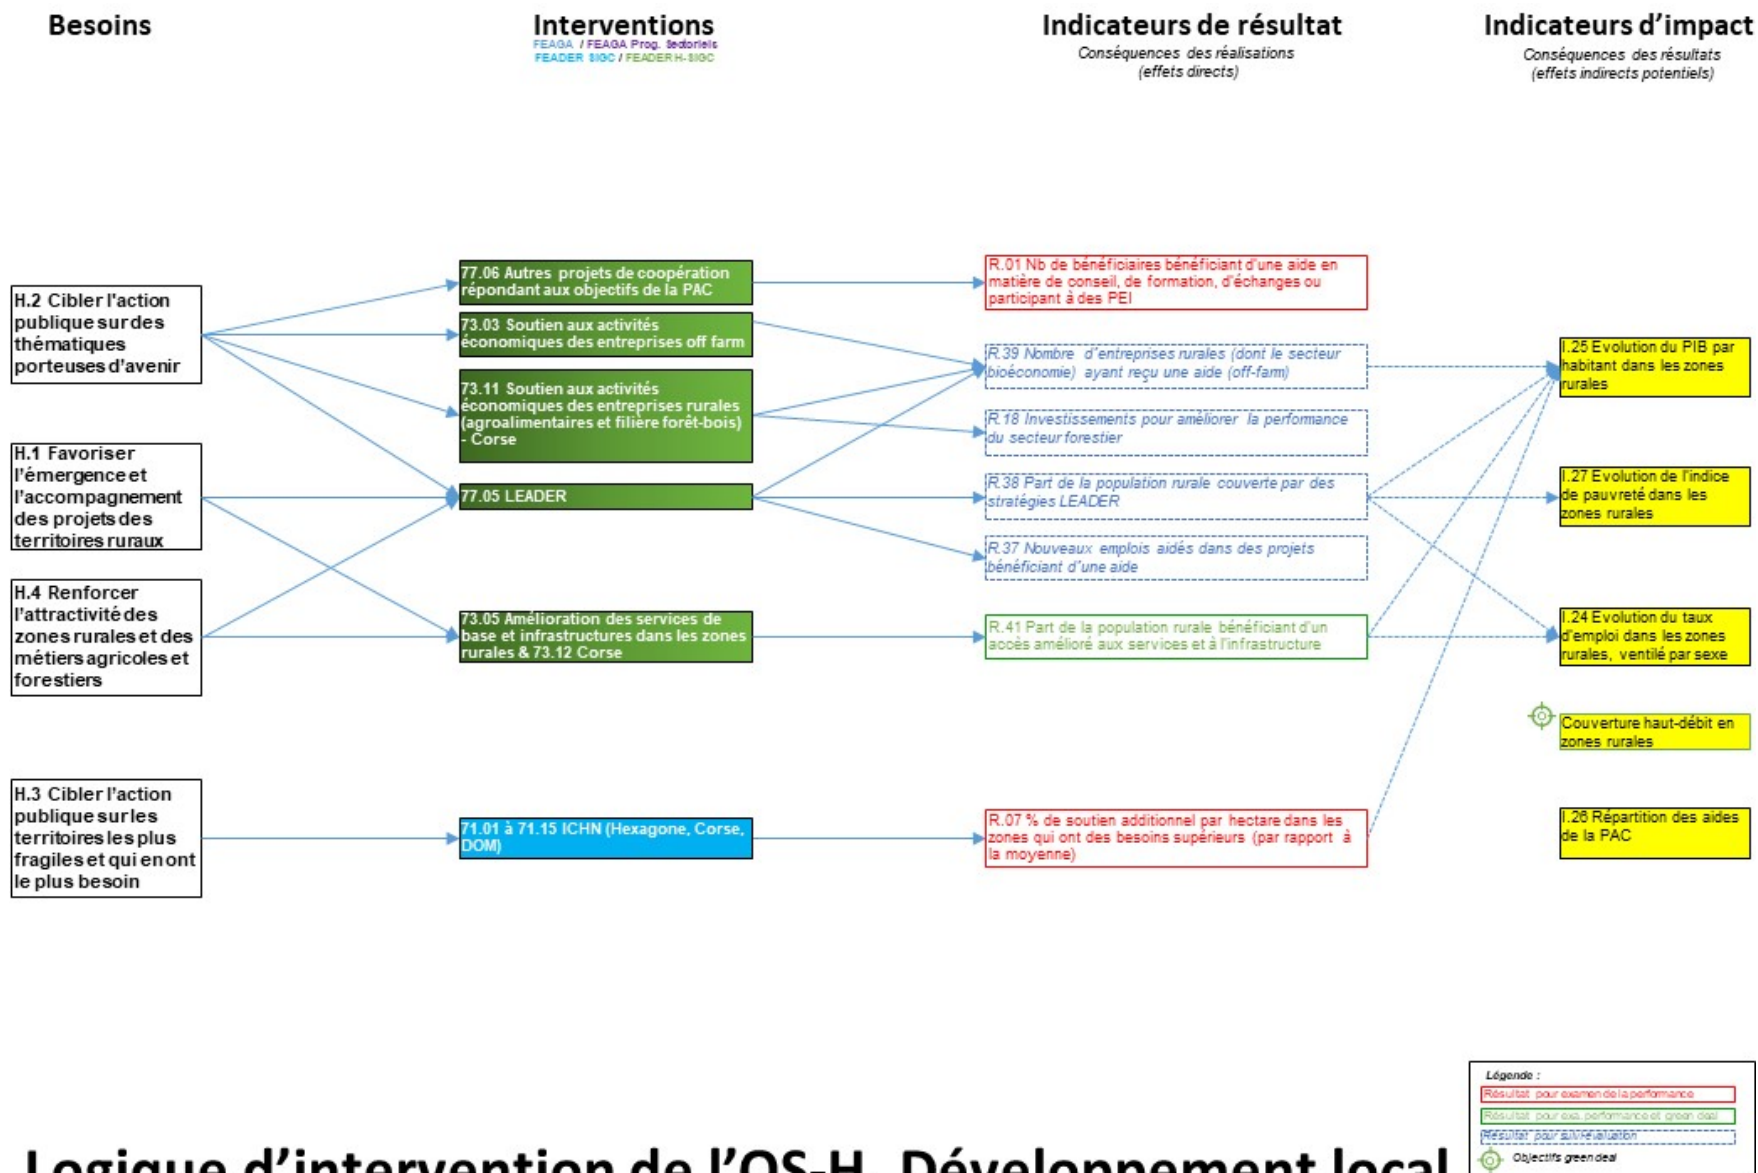 Besoins
Interventions
FEAGA / FEAGA Prog. Sectoriels
FEADER SIGC / FEADER H-SIGC
Indicateurs de résultat
Conséquences des réalisations
(effets directs)
Indicateurs d'impact
Conséquences des résultats
(effets indirects potentiels)
H.2 Cibler l'action
publique sur des
thématiques
porteuses d'avenir
H.1 Favoriser
l'émergence et
l'accompagnement
des projets des
territoires ruraux
H.4 Renforcer
l'attractivité des
zones rurales et des
métiers agricoles et
forestiers
H.3 Cibler l'action
publique sur les
territoires les plus
fragiles et qui en ont
le plus besoin
77.06 Autres projets de coopération
répondant aux objectifs de la PAC
73.03 Soutien aux activités
économiques des entreprises off farm
73.11 Soutien aux activités
économiques des entreprises rurales
(agroalimentaires et filière forêt-bois)
- Corse
77.05 LEADER
73.05 Amélioration des services de
base et infrastructures dans les zones
rurales & 73.12 Corse
71.01 à 71.15 ICHN (Hexagone, Corse,
DOM)
R.01 Nb de bénéficiaires bénéficiant d'une aide en
matière de conseil, de formation, d'échanges ou
participant à des PEI
R.39 Nombre d'entreprises rurales (dont le secteur
bioéconomie) ayant reçu une aide (off-farm)
R.18 Investissements pour améliorer la performance
du secteur forestier
R.38 Part de la population rurale couverte par des
stratégies LEADER
R.37 Nouveaux emplois aidés dans des projets
bénéficiant d'une aide
R.41 Part de la population rurale bénéficiant d'un
accès amélioré aux services et à l'infrastructure
R.07 % de soutien additionnel par hectare dans les
zones qui ont des besoins supérieurs (par rapport à
la moyenne)
I.25 Evolution du PIB par
habitant dans les zones
rurales
I.27 Evolution de l'indice
de pauvreté dans les
zones rurales
I.24 Evolution du taux
d'emploi dans les zones
rurales, ventilé par sexe
Couverture haut-débit en
zones rurales
I.26 Répartition des aides
de la PAC
Légende :
Résultat pour examen de la performance
Résultat pour exa. performance et green deal
Résultat pour suivi/évaluation
Objectifs green deal
Logique d'intervention de l'OS-H. Développement local